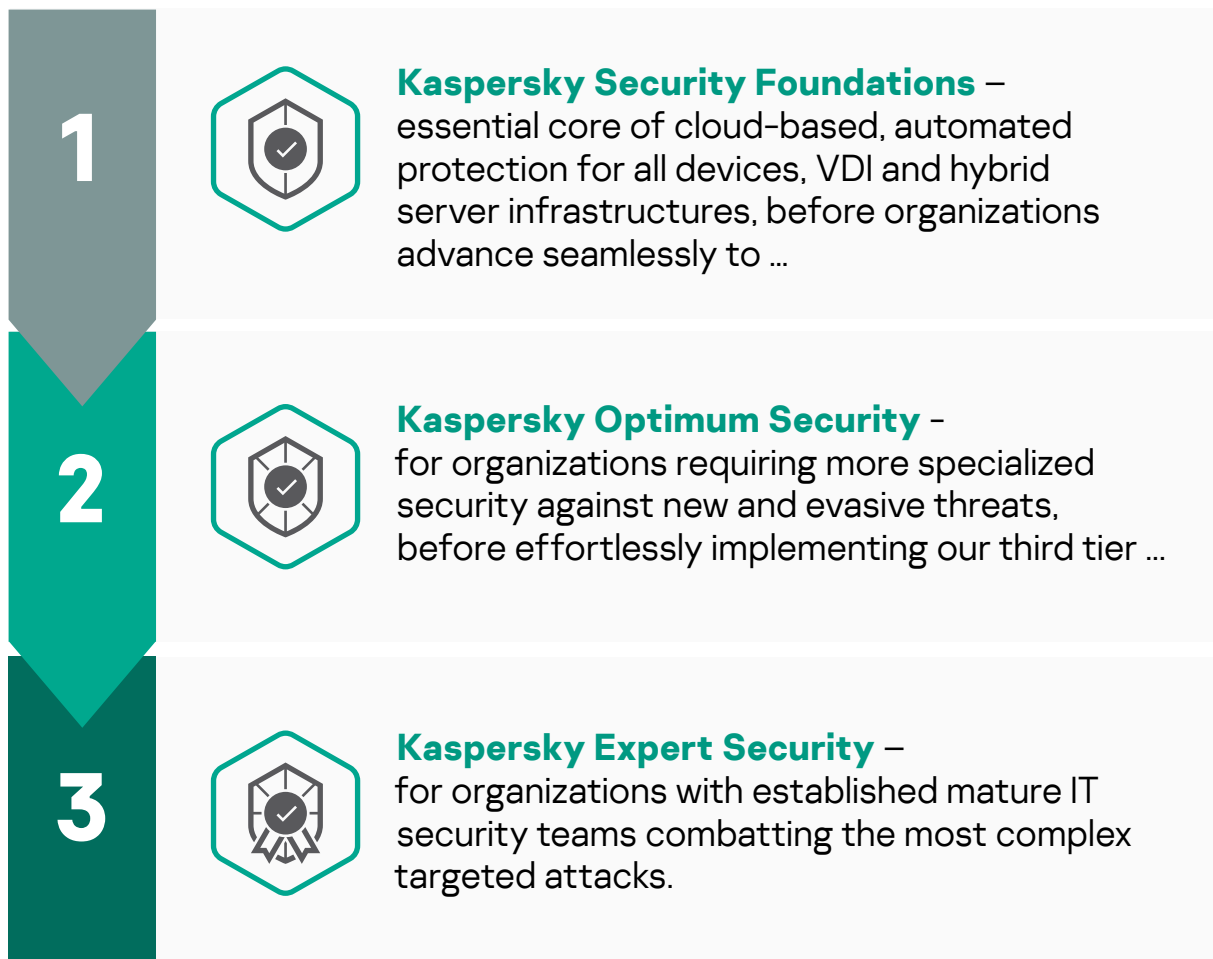 1
Kaspersky Security Foundations –
essential core of cloud-based, automated
protection for all devices, VDI and hybrid
server infrastructures, before organizations
advance seamlessly to ...
2
Kaspersky Optimum Security -
for organizations requiring more specialized
security against new and evasive threats,
before effortlessly implementing our third tier ...
3
Kaspersky Expert Security –
for organizations with established mature IT
security teams combatting the most complex
targeted attacks.